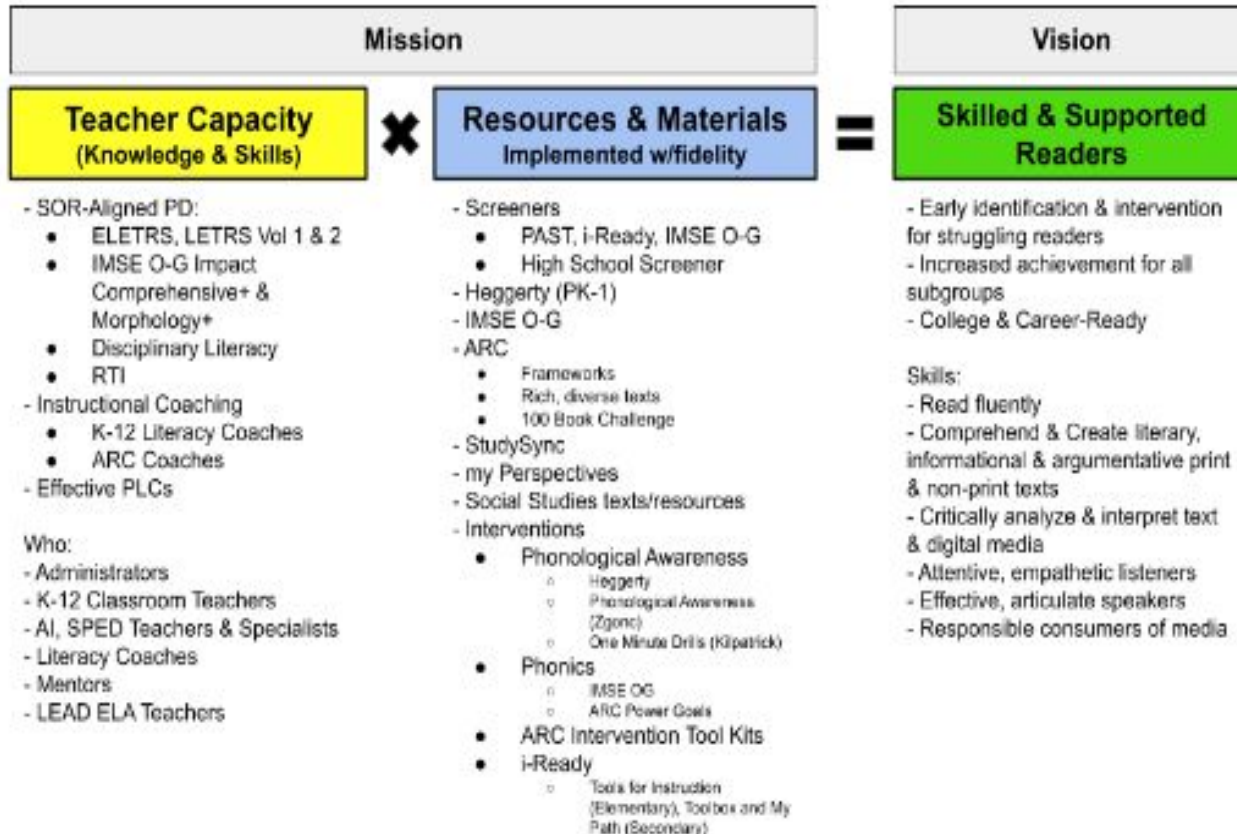 Mission
Teacher Capacity
(Knowledge & Skills)
✖
Resources & Materials
Implemented w/fidelity
- SOR-Aligned PD:
● ELETRS, LETRS Vol 1 & 2
● IMSE O-G Impact
Comprehensive+ &
Morphology+
● Disciplinary Literacy
● RTI
- Instructional Coaching
● K-12 Literacy Coaches
● ARC Coaches
- Effective PLCs
Who:
- Administrators
- K-12 Classroom Teachers
- AI, SPED Teachers & Specialists
- Literacy Coaches
- Mentors
- LEAD ELA Teachers
- Screeners
● PAST, i-Ready, IMSE O-G
● High School Screener
- Heggerty (PK-1)
- IMSE O-G
- ARC
● Frameworks
● Rich, diverse texts
● 100 Book Challenge
- StudySync
- my Perspectives
- Social Studies texts/resources
- Interventions
● Phonological Awareness
○ Heggerty
○ Phonological Awareness
(Zgonc)
○ One Minute Drills (Kilpatrick)
● Phonics
○ IMSE OG
○ ARC Power Goals
● ARC Intervention Tool Kits
● i-Ready
○ Tools for Instruction
(Elementary), Toolbox and My
Path (Secondary)
=
Vision
Skilled & Supported
Readers
- Early identification & intervention
for struggling readers
- Increased achievement for all
subgroups
- College & Career-Ready
Skills:
- Read fluently
- Comprehend & Create literary,
informational & argumentative print
& non-print texts
- Critically analyze & interpret text
& digital media
- Attentive, empathetic listeners
- Effective, articulate speakers
- Responsible consumers of media